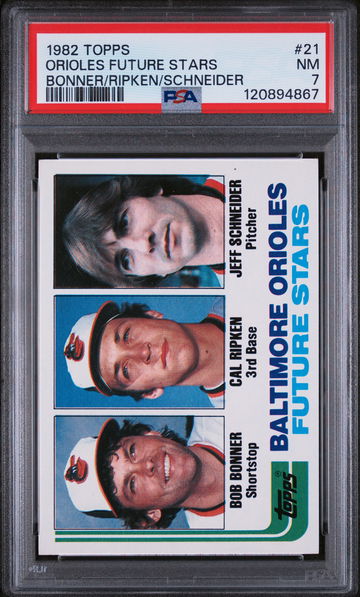 1982 TOPPS #21
ORIOLES FUTURE STARS NM
BONNER/RIPKEN/SCHNEIDER PSA 7
120894867
JEFF SCHNEIDER
Pitcher
CAL RIPKEN
3rd Base
BOB BONNER
Shortstop
BALTIMORE ORIOLES
FUTURE STARS
TOPPS